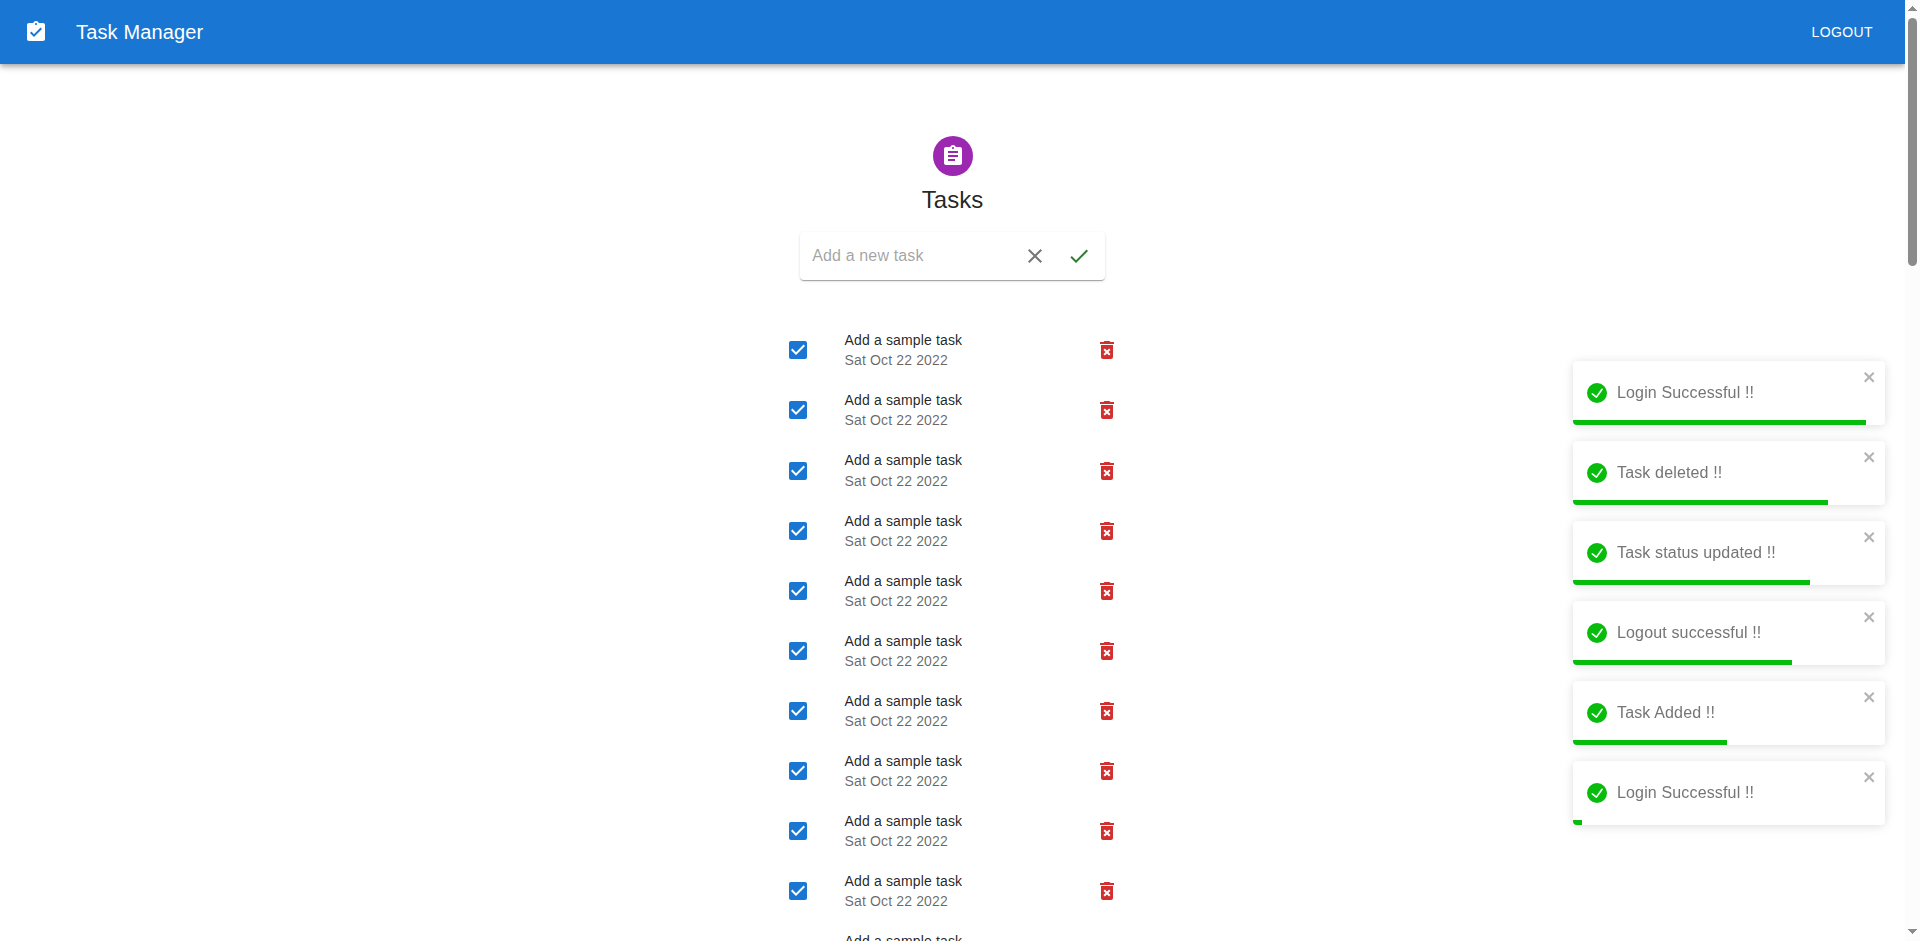 Task Manager
LOGOUT
Tasks
Add a new task
Add a sample task
Sat Oct 22 2022
Add a sample task
Sat Oct 22 2022
Add a sample task
Sat Oct 22 2022
Add a sample task
Sat Oct 22 2022
Add a sample task
Sat Oct 22 2022
Add a sample task
Sat Oct 22 2022
Add a sample task
Sat Oct 22 2022
Add a sample task
Sat Oct 22 2022
Add a sample task
Sat Oct 22 2022
Add a sample task
Sat Oct 22 2022
Add a sample task
Login Successful !!
Task deleted !!
Task status updated !!
Logout successful !!
Task Added !!
Login Successful !!